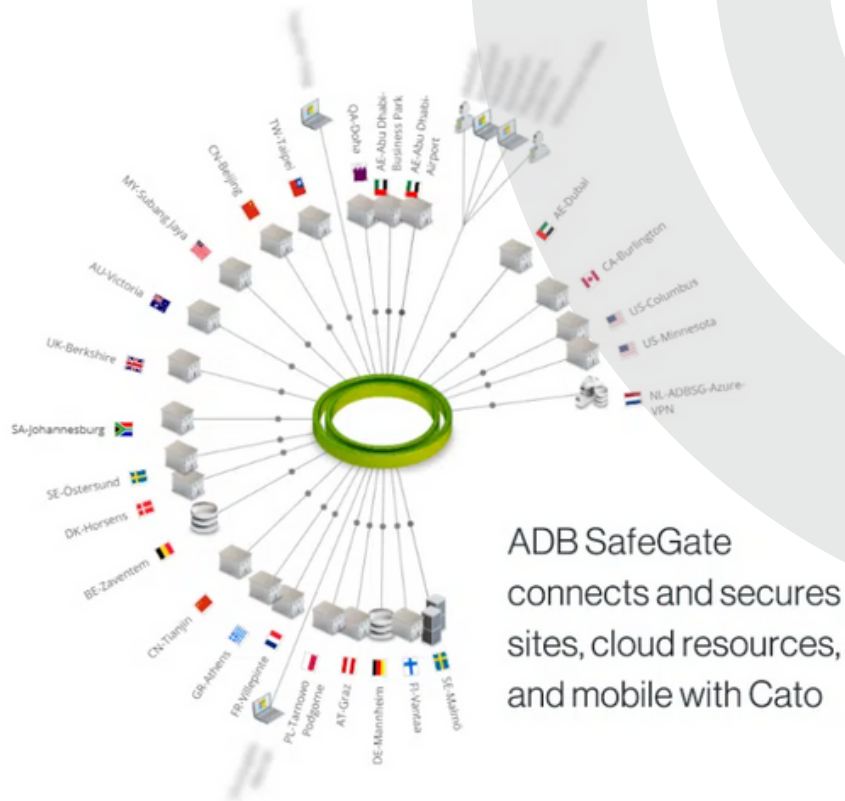 QA-Doha
AE-Abu Dhabi-
Business Park
AE-Abu Dhabi-
Airport
TW-Taipei
CN-Beijing
MY-Subang Jaya
AU-Victoria
UK-Berkshire
SA-Johannesburg
SE-Östersund
DK-Horsens
BE-Zaventem
CN-Tianjin
GR-Athens
FR-Villepinte
PL-Tarnowo
Podgorne
AT-Graz
DE-Mannheim
FI-Vantaa
SE-Malmö
AE-Dubai
CA-Burlington
US-Columbus
US-Minnesota
NL-ADBSG-Azure-
VPN
ADB SafeGate
connects and secures
sites, cloud resources,
and mobile with Cato